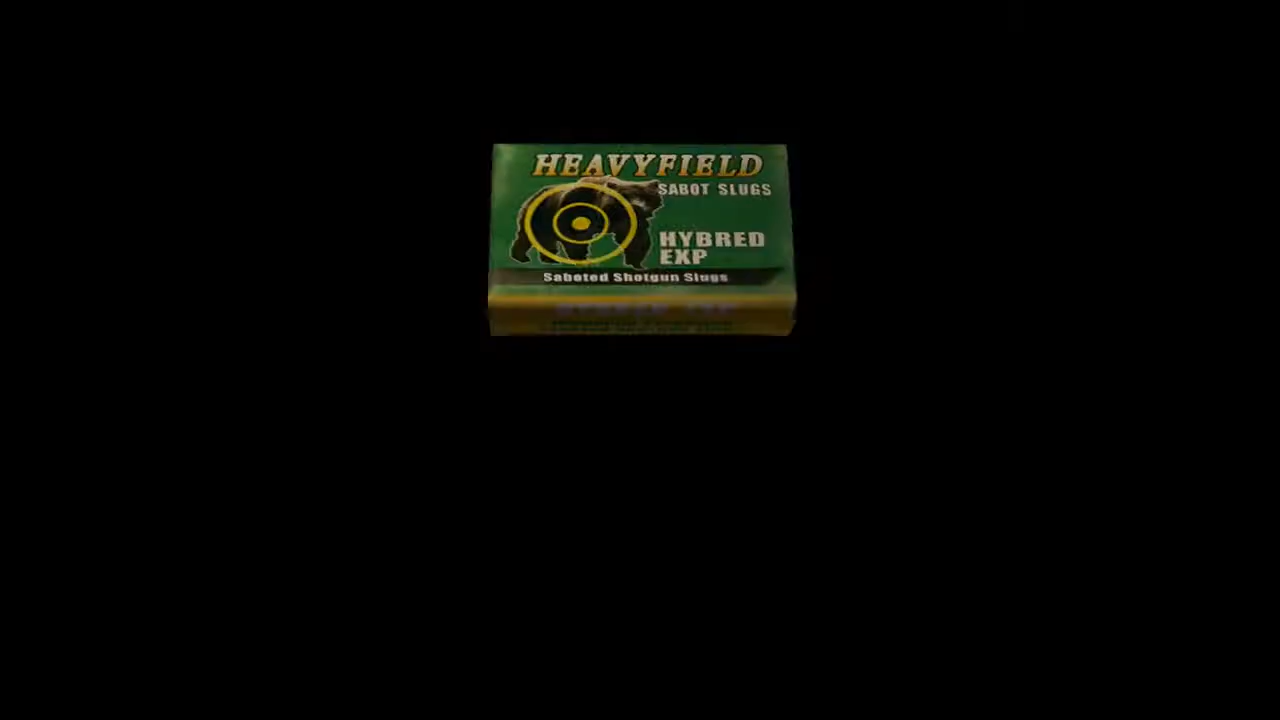 HEAVYFIELD
SABOT SLUGS
HYBRED
EXP
Saboted Shotgun Slugs